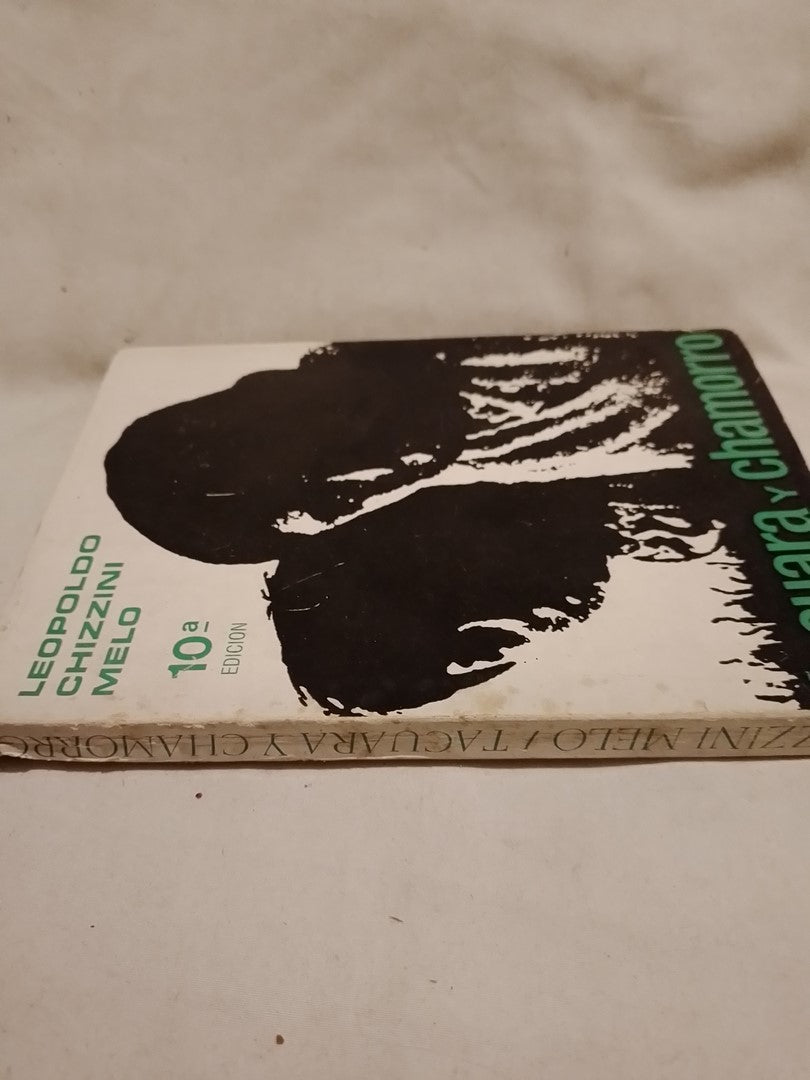 LEOPOLDO
CHIZZINI
MELO
10ª
EDICION
uara y chamorro
ZZINI MELO / TACUARA Y CHAMORRO